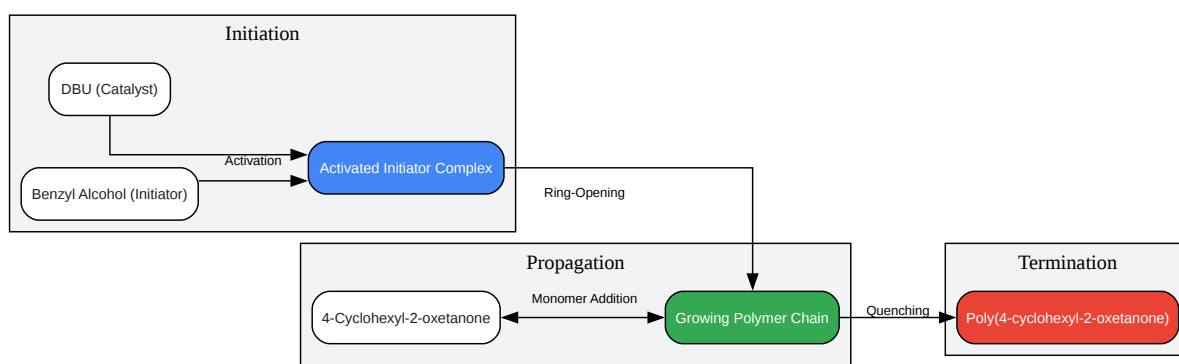 Initiation
DBU (Catalyst)
Activation
Activated Initiator Complex
Benzyl Alcohol (Initiator)
Ring-Opening
Propagation
Termination
Monomer Addition
4-Cyclohexyl-2-oxetanone
Growing Polymer Chain
Quenching
Poly(4-cyclohexyl-2-oxetanone)